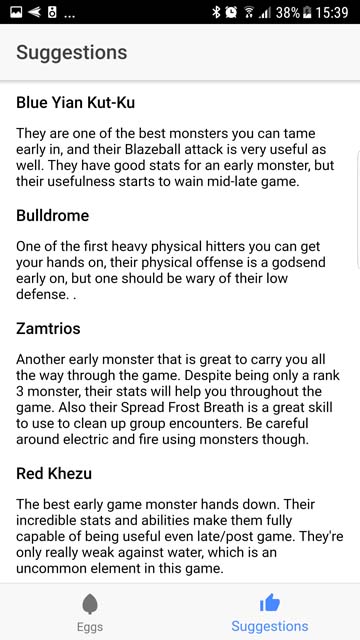 ... 38% 15:39
Suggestions
Blue Yian Kut-Ku
They are one of the best monsters you can tame
early in, and their Blazeball attack is very useful as
well. They have good stats for an early monster, but
their usefulness starts to wain mid-late game.
Bulldrome
One of the first heavy physical hitters you can get
your hands on, their physical offense is a godsend
early on, but one should be wary of their low
defense. .
Zamtrios
Another early monster that is great to carry you all
the way through the game. Despite being only a rank
3 monster, their stats will help you throughout the
game. Also their Spread Frost Breath is a great skill
to use to clean up group encounters. Be careful
around electric and fire using monsters though.
Red Khezu
The best early game monster hands down. Their
incredible stats and abilities make them fully
capable of being useful even late/post game. They're
only really weak against water, which is an
uncommon element in this game.
Eggs
Suggestions